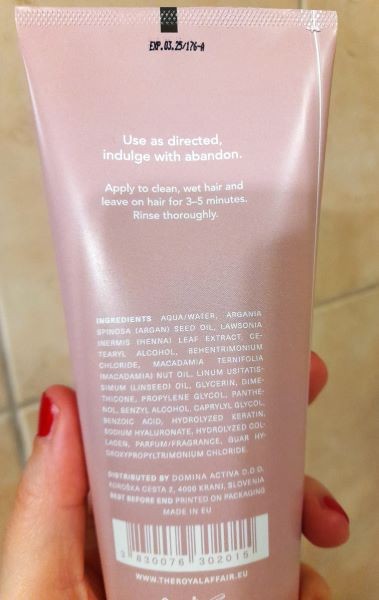 EXP.03.25/176-A
Use as directed,
indulge with abandon.
Apply to clean, wet hair and
leave on hair for 3–5 minutes.
Rinse thoroughly.
INGREDIENTS AQUA/WATER, ARGANIA
SPINOSA (ARGAN) SEED OIL, LAWSONIA
INERMIS (HENNA) LEAF EXTRACT, CE-
TEARYL ALCOHOL, BEHENTRIMONIUM
CHLORIDE, MACADAMIA TERNIFOLIA
(MACADAMIA) NUT OIL, LINUM USITATIS-
SIMUM (LINSEED) OIL, GLYCERIN, DIME-
THICONE, PROPYLENE GLYCOL, PANTHE-
NOL, BENZYL ALCOHOL, CAPRYLYL GLYCOL,
BENZOIC ACID, HYDROLYZED KERATIN,
SODIUM HYALURONATE, HYDROLYZED COL-
LAGEN, PARFUM/FRAGRANCE, GUAR HY-
DROXYPROPYLTRIMONIUM CHLORIDE.
DISTRIBUTED BY DOMINA ACTIVA D.O.O.
KOROŠKA CESTA 2, 4000 KRANJ, SLOVENIA
BEST BEFORE END PRINTED ON PACKAGING
MADE IN EU
3 830076 302015
WWW.THEROYALAFFAIR.EU